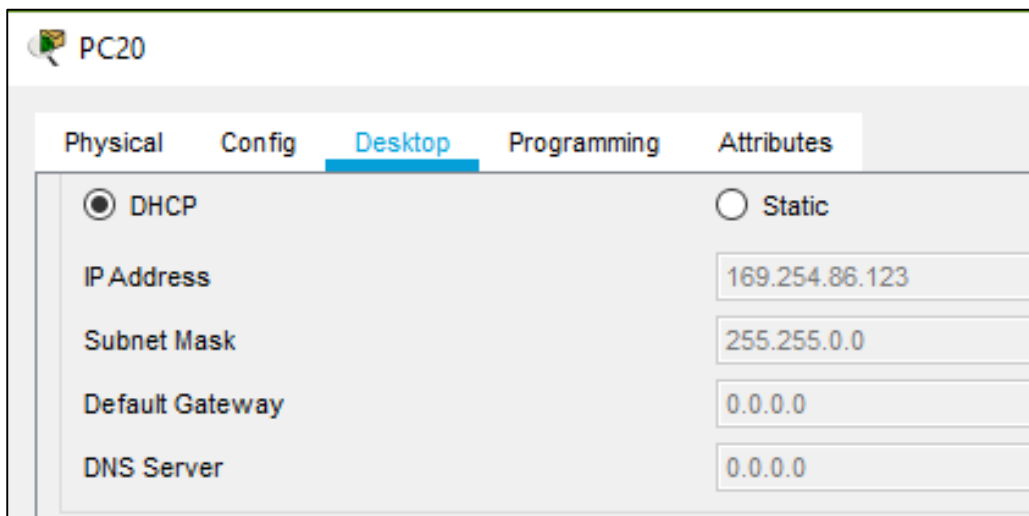 PC20
Physical Config Desktop Programming Attributes
DHCP Static
IP Address 169.254.86.123
Subnet Mask 255.255.0.0
Default Gateway 0.0.0.0
DNS Server 0.0.0.0